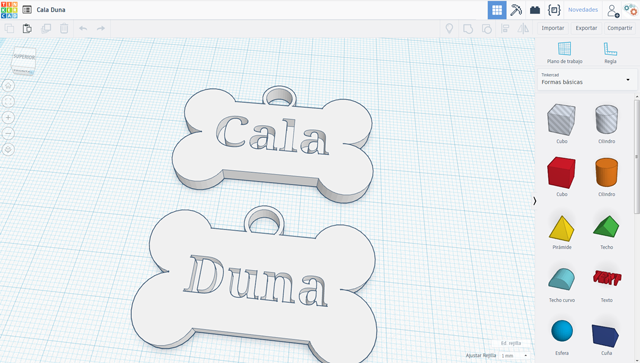 TIN
KER
CAD
Cala Duna
Novedades
Importar
Exportar
Compartir
SUPERIOR
Plano de trabajo
Regla
Tinkercad
Formas básicas
Cubo
Cilindro
Cubo
Cilindro
Pirámide
Techo
Techo curvo
Texto
TEXT
Esfera
Cuña
Cala
Duna
Ed. rejilla
Ajustar Rejilla
1 mm